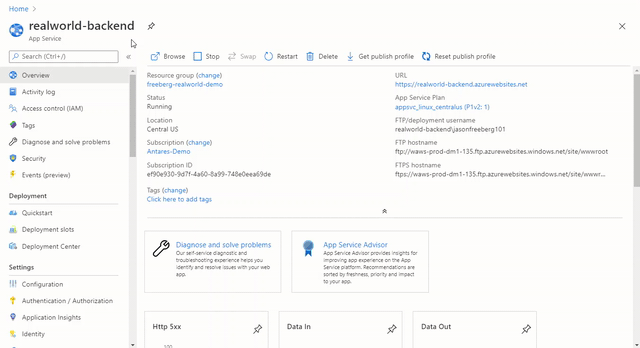 Home >
realworld-backend
App Service
Search (Ctrl+/)
Overview
Activity log
Access control (IAM)
Tags
Diagnose and solve problems
Security
Events (preview)
Deployment
Quickstart
Deployment slots
Deployment Center
Settings
Configuration
Authentication / Authorization
Application Insights
Identity
Browse
Stop
Swap
Restart
Delete
Get publish profile
Reset publish profile
Resource group (change)
freeberg-realworld-demo
Status
Running
Location
Central US
Subscription (change)
Antares-Demo
Subscription ID
ef90e930-9d7f-4a60-8a99-748e0eea69de
Tags (change)
Click here to add tags
URL
https://realworld-backend.azurewebsites.net
App Service Plan
appsvc_linux_centralus (P1v2: 1)
FTP/deployment username
realworld-backend\jasonfreeberg101
FTP hostname
ftp://waws-prod-dm1-135.ftp.azurewebsites.windows.net/site/wwwroot
FTPS hostname
ftps://waws-prod-dm1-135.ftp.azurewebsites.windows.net/site/wwwr...
Diagnose and solve problems
Our self-service diagnostic and
troubleshooting experience helps you
identify and resolve issues with your web
app.
App Service Advisor
App Service Advisor provides insights for
improving app experience on the App
Service platform. Recommendations are
sorted by freshness, priority and impact
to your app.
Http 5xx
100
Data In
Data Out